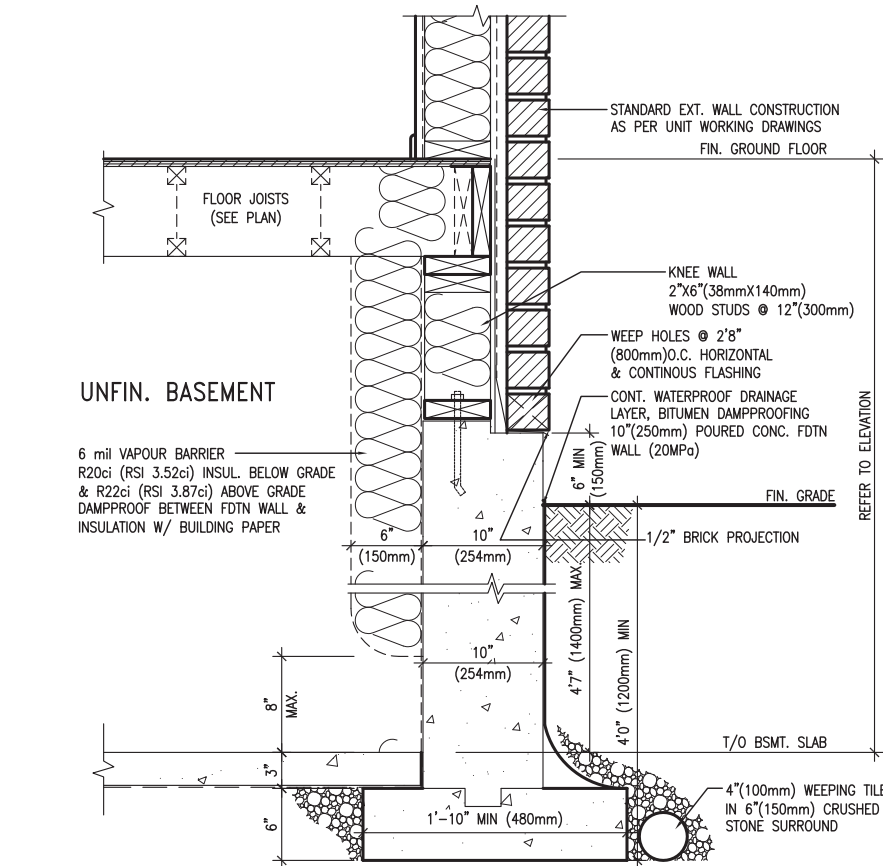 STANDARD EXT. WALL CONSTRUCTION
AS PER UNIT WORKING DRAWINGS
FIN. GROUND FLOOR
FLOOR JOISTS
(SEE PLAN)
KNEE WALL
2"X6"(38mmX140mm)
WOOD STUDS @ 12"(300mm)
WEEP HOLES @ 2'8"
(800mm)O.C. HORIZONTAL
& CONTINOUS FLASHING
UNFIN. BASEMENT
CONT. WATERPROOF DRAINAGE
LAYER, BITUMEN DAMPPROOFING
10"(250mm) POURED CONC. FDTN
WALL (20MPa)
6 mil VAPOUR BARRIER
R20ci (RSI 3.52ci) INSUL. BELOW GRADE
& R22ci (RSI 3.87ci) ABOVE GRADE
DAMPPROOF BETWEEN FDTN WALL &
INSULATION W/ BUILDING PAPER
6" MIN
(150mm)
FIN. GRADE
REFER TO ELEVATION
6"
(150mm)
10"
(254mm)
1/2" BRICK PROJECTION
10"
(254mm)
4'7" (1400mm) MAX.
4'0" (1200mm) MIN
8"
MAX.
T/O BSMT. SLAB
3"
6"
1'-10" MIN (480mm)
4"(100mm) WEEPING TILE
IN 6"(150mm) CRUSHED
STONE SURROUND